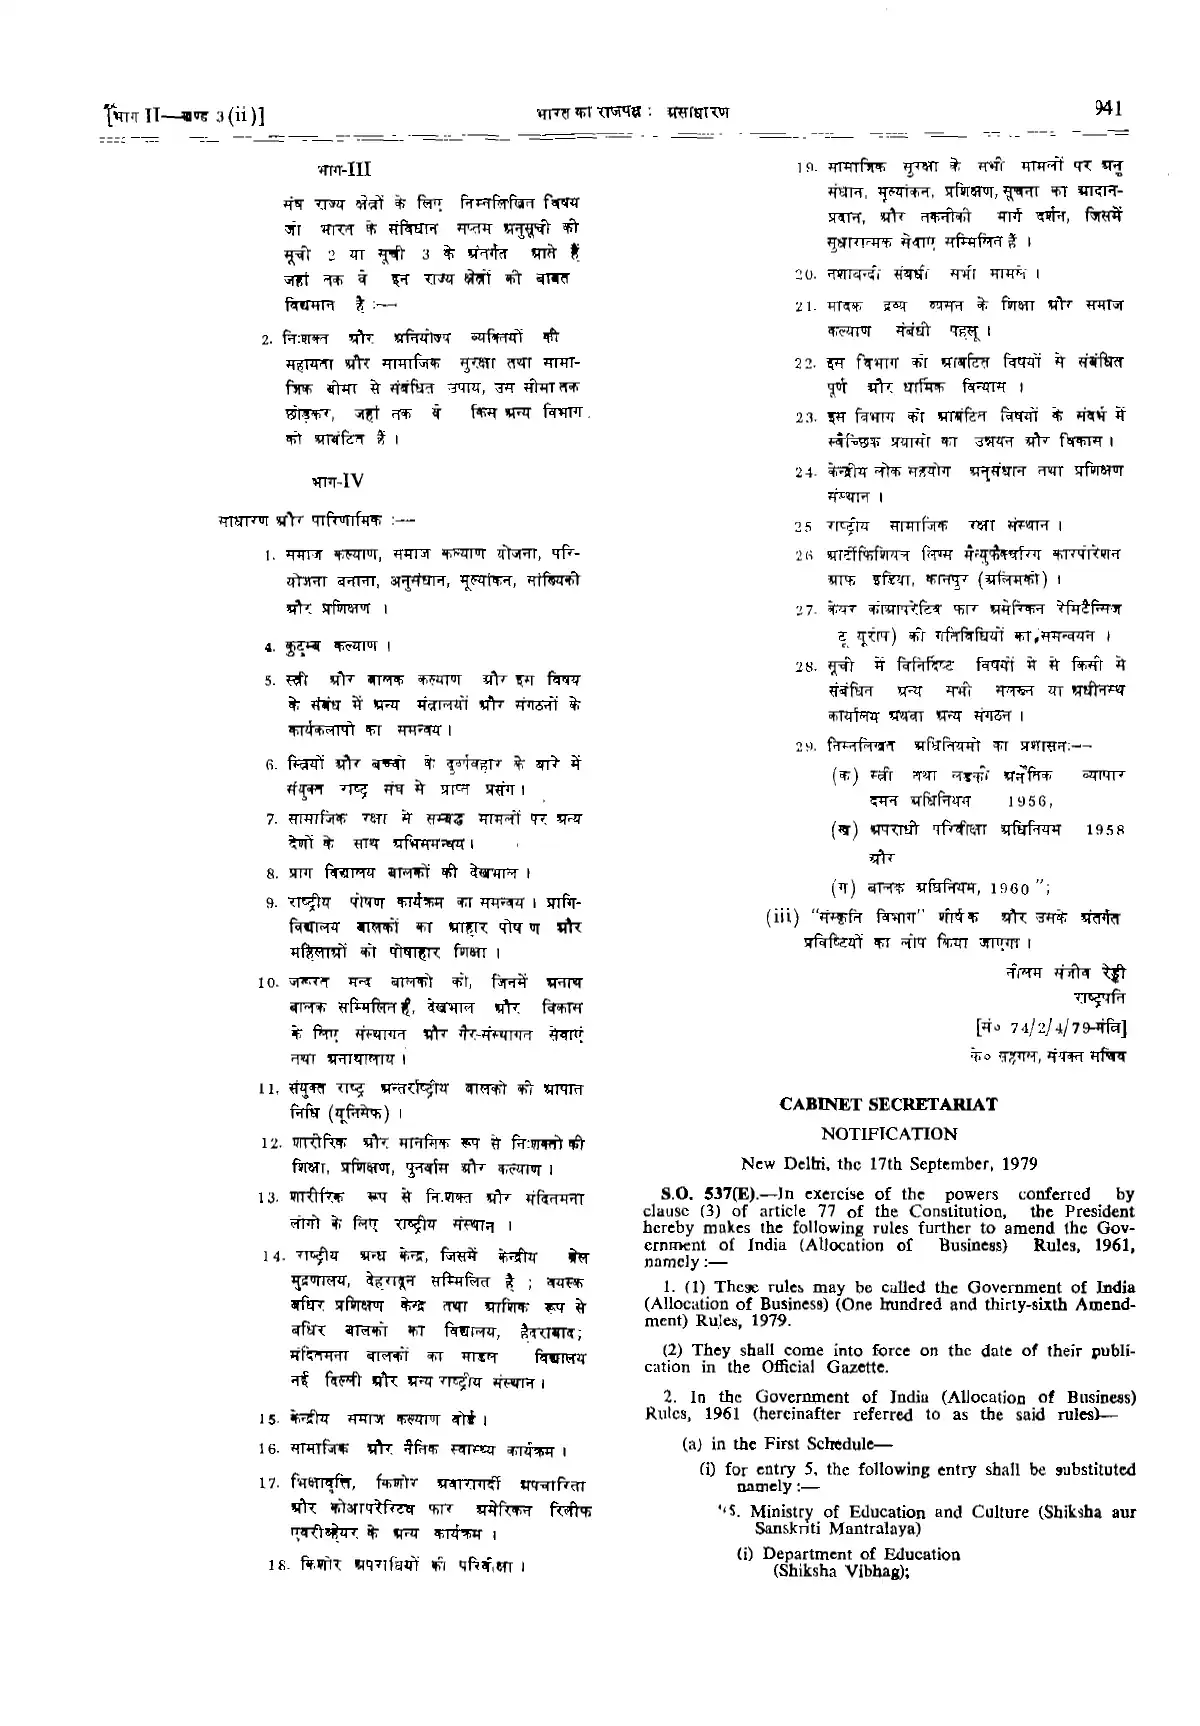 [भाग II—खण्ड 3(ii)]
भारत का राजपत्र : असाधारण
941
भाग-III
संघ राज्य क्षेत्रों के लिए निम्नलिखित विषय
जो भारत के संविधान सप्तम अनुसूची की
सूची 2 या सूची 3 के अंतर्गत आते हैं
जहां तक वे इन राज्य क्षेत्रों की बाबत
विद्यमान है :—
2. निःशक्त और अनियोज्य व्यक्तियों की
सहायता और सामाजिक सुरक्षा तथा सामा-
जिक बीमा से संबंधित उपाय, उस सीमा तक
छोड़कर, जहां तक वे किस अन्य विभाग
को आबंटित हैं ।
भाग-IV
साधारण और पारिणामिक :—
1. समाज कल्याण, समाज कल्याण योजना, परि-
योजना बनाना, अनुसंधान, मूल्यांकन, सांख्यिकी
और प्रशिक्षण ।
4. कुटुम्ब कल्याण ।
5. स्त्री और बालक कल्याण और इस विषय
के संबंध में अन्य मंत्रालयों और संगठनों के
कार्यकलापो का समन्वय ।
6. स्त्रियों और बच्चो के दुर्व्यवहार के बारे में
संयुक्त राष्ट्र संघ से प्राप्त प्रसंग ।
7. सामाजिक रक्षा से सम्बद्ध मामलों पर अन्य
देशों के साथ अभिसमन्वय ।
8. प्राग विद्यालय बालकों की देखभाल ।
9. राष्ट्रीय पोषण कार्यक्रम का समन्वय । प्राग्-
विद्यालय बालकों का आहार पोषण और
महिलाओं को पोषाहार शिक्षा ।
10. जरूरत मन्द बालको को, जिनमें अनाथ
बालक सम्मिलित हैं, देखभाल और विकास
के लिए संस्थागत और गैर-संस्थागत सेवाएं
तथा अनाथालाय ।
11. संयुक्त राष्ट्र अन्तर्राष्ट्रीय बालको की आपात
निधि (यूनिसेफ) ।
12. शारीरिक और मानसिक रूप से निःशक्तो की
शिक्षा, प्रशिक्षण, पुनर्वास और कल्याण ।
13. शारीरिक रूप से नि.शक्त और मंदितमना
लोगो के लिए राष्ट्रीय संस्थान ।
14. राष्ट्रीय अन्ध केन्द्र, जिसमें केन्द्रीय ब्रेल
मुद्रणालय, देहरादून सम्मिलित है ; वयस्क
बधिर प्रशिक्षण केन्द्र तथा आंशिक रूप से
बधिर बालको का विद्यालय, हैदराबाद;
मंदितमना बालकों का माडल विद्यालय
नई दिल्ली और अन्य राष्ट्रीय संस्थान ।
15. केन्द्रीय समाज कल्याण बोर्ड ।
16. सामाजिक और नैतिक स्वास्थ्य कार्यक्रम ।
17. भिक्षावृत्ति, किशोर अवारागर्दी अपचारिता
और कोआपरेटिव फार अमेरिकन रिलीफ
एवरीव्हेयर के अन्य कार्यक्रम ।
18. किशोर अपराधियों की परिवीक्षा ।
19. सामाजिक सुरक्षा के सभी मामलों पर अनु
संधान, मूल्यांकन, प्रशिक्षण, सूचना का आदान-
प्रदान, और तकनीकी मार्ग दर्शन, जिसमें
सुधारात्मक सेवाएं सम्मिलित हैं ।
20. नशाबन्दी संबंधी सभी मामले ।
21. मादक द्रव्य व्यसन के शिक्षा और समाज
कल्याण संबंधी पहलू ।
22. इस विभाग को आबंटित विषयों से संबंधित
पूर्ण और धार्मिक विन्यास ।
23. इस विभाग को आबंटित विषयों के संबंध में
स्वैच्छिक प्रयासो का उन्नयन और विकास ।
24. केन्द्रीय लोक सहयोग अनुसंधान तथा प्रशिक्षण
संस्थान ।
25 राष्ट्रीय सामाजिक रक्षा संस्थान ।
26 आर्टीफिशियन लिम्स मैन्युफैक्चरिंग कारपोरेशन
आफ इंडिया, कानपुर (अलिमको) ।
27. केयर कोआपरेटिव फार अमेरिकन रेमिटैन्सिज
टू यूरोप) की गतिविधियों का समन्वयन ।
28. सूची में विनिर्दिष्ट विषयों में से किसी से
संबंधित अन्य सभी संलग्न या अधीनस्थ
कार्यालय अथवा अन्य संगठन ।
29. निम्नलिखित अधिनियमो का प्रशासन:—
(क) स्त्री तथा लड़की अनैतिक व्यापार
दमन अधिनियम 1956,
(ख) अपराधी परिवीक्षा अधिनियम 1958
और
(ग) बालक अधिनियम, 1960";
(iii) "संस्कृति विभाग" शीर्षक और उसके अंतर्गत
प्रविष्टियों का लोप किया जाएगा ।
नीलम संजीव रेड्डी
राष्ट्रपति
[सं० 74/2/4/79-मंवि]
के० सहगल, संयुक्त सचिव
CABINET SECRETARIAT
NOTIFICATION
New Delhi, the 17th September, 1979
S.O. 537(E).—In exercise of the powers conferred by
clause (3) of article 77 of the Constitution, the President
hereby makes the following rules further to amend the Gov-
ernment of India (Allocation of Business) Rules, 1961,
namely :—
1. (1) These rules may be called the Government of India
(Allocation of Business) (One hundred and thirty-sixth Amend-
ment) Rules, 1979.
(2) They shall come into force on the date of their publi-
cation in the Official Gazette.
2. In the Government of India (Allocation of Business)
Rules, 1961 (hereinafter referred to as the said rules)—
(a) in the First Schedule—
(i) for entry 5, the following entry shall be substituted
namely :—
"5. Ministry of Education and Culture (Shiksha aur
Sanskriti Mantralaya)
(i) Department of Education
(Shiksha Vibhag);